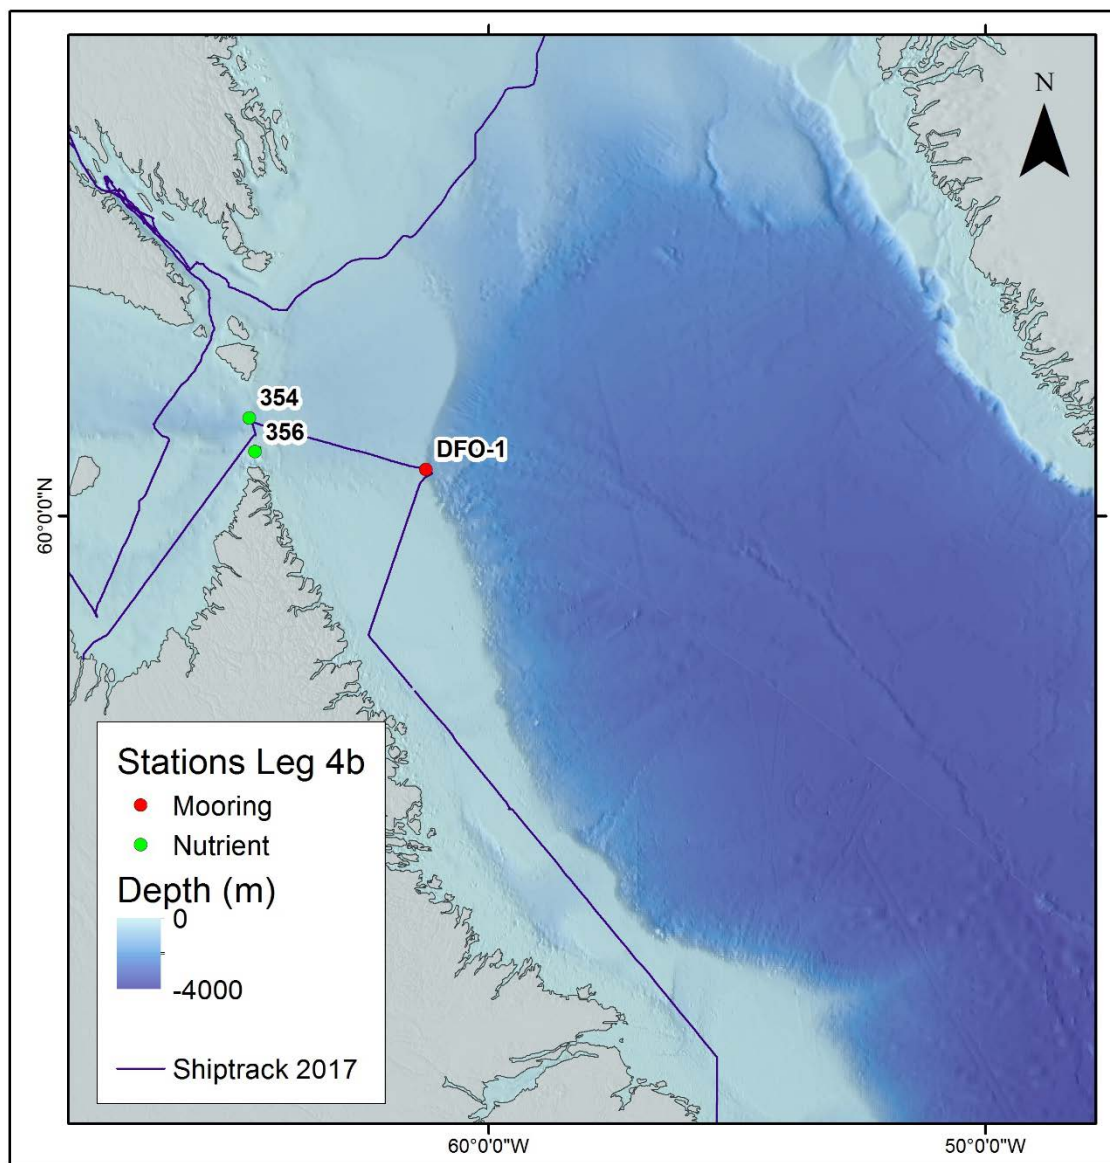 N
354
356
DFO-1
60°0'0"N
Stations Leg 4b
Mooring
Nutrient
Depth (m)
0
-4000
Shiptrack 2017
60°0'0"W
50°0'0"W